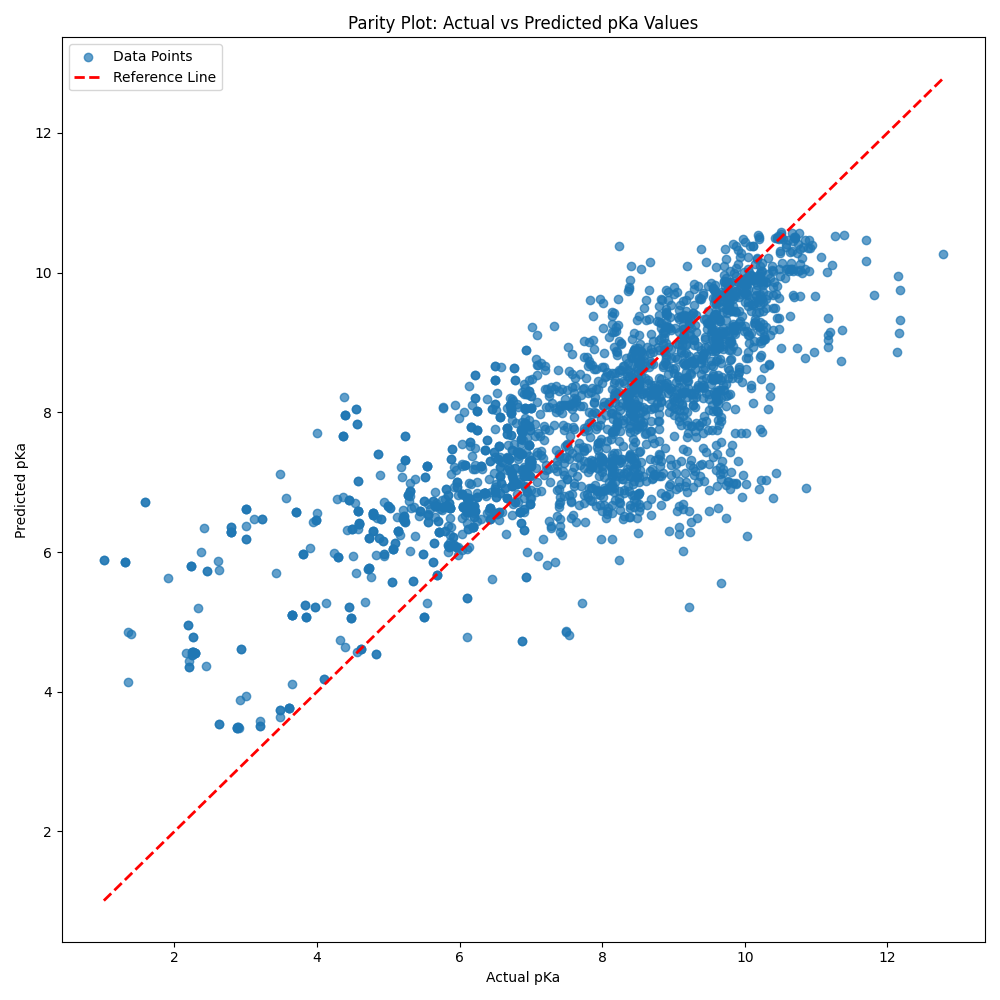 Parity Plot: Actual vs Predicted pKa Values
Data Points
Reference Line
12
10
8
6
4
2
Predicted pKa
2
4
6
8
10
12
Actual pKa